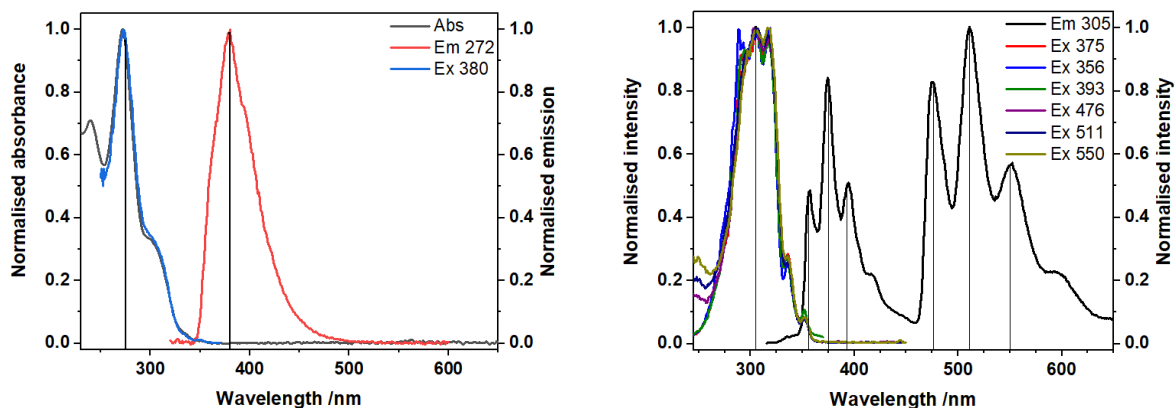 Abs
Em 272
Ex 380
Normalised absorbance
1.0
0.8
0.6
0.4
0.2
0.0
1.0
0.8
0.6
0.4
0.2
0.0
Normalised emission
300 400 500 600
Wavelength /nm
Em 305
Ex 375
Ex 356
Ex 393
Ex 476
Ex 511
Ex 550
Normalised intensity
1.0
0.8
0.6
0.4
0.2
0.0
1.0
0.8
0.6
0.4
0.2
0.0
Normalised intensity
300 400 500 600
Wavelength /nm